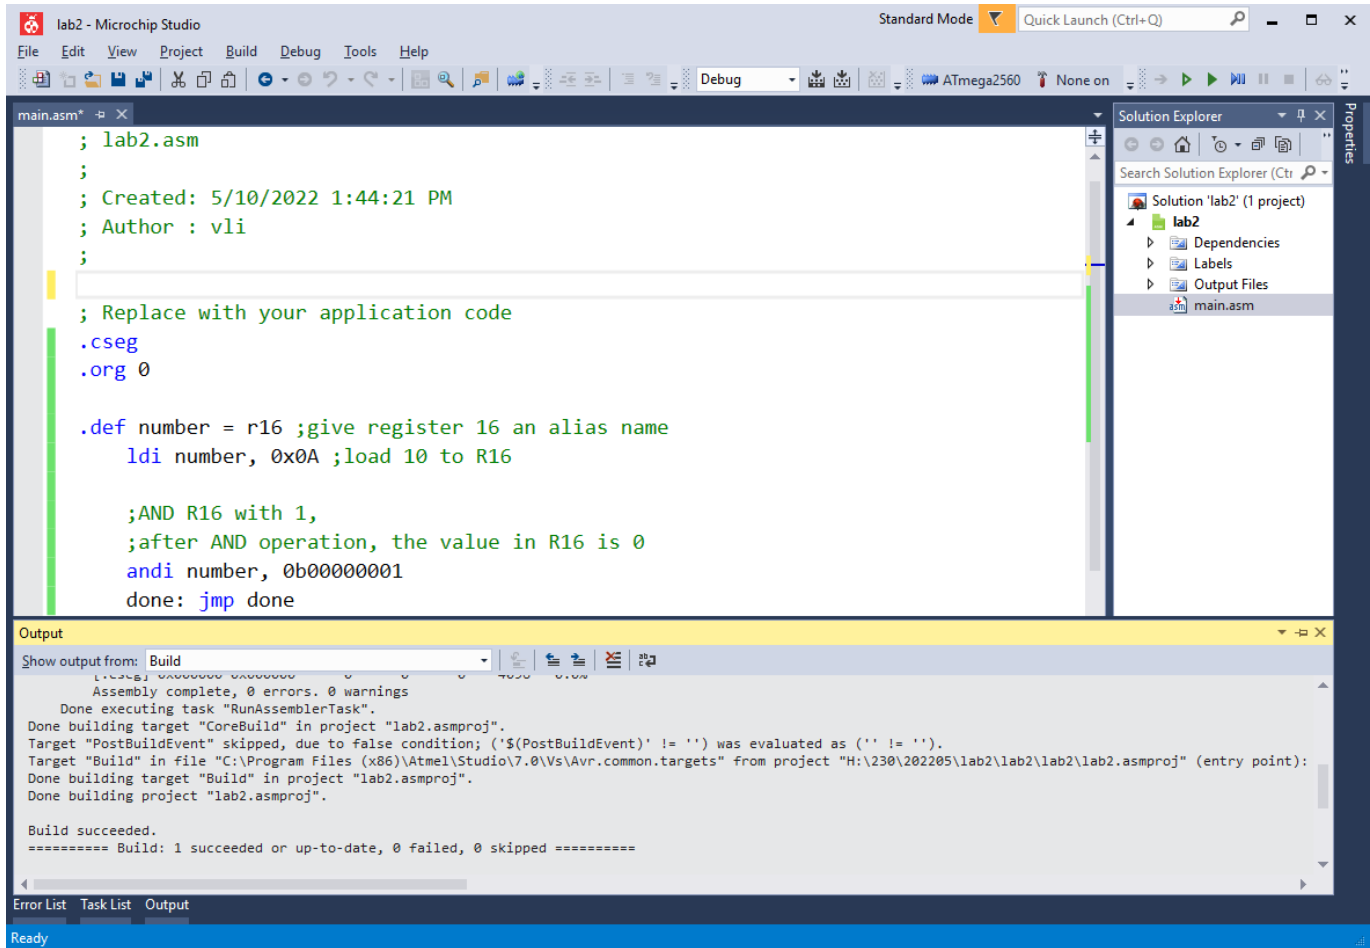 lab2 - Microchip Studio
Standard Mode
Quick Launch (Ctrl+Q)
File Edit View Project Build Debug Tools Help
Debug
ATmega2560
None on
main.asm*
; lab2.asm
;
; Created: 5/10/2022 1:44:21 PM
; Author : vli
;
; Replace with your application code
.cseg
.org 0
.def number = r16 ;give register 16 an alias name
ldi number, 0x0A ;load 10 to R16
;AND R16 with 1,
;after AND operation, the value in R16 is 0
andi number, 0b00000001
done: jmp done
Solution Explorer
Search Solution Explorer (Ctr
Solution 'lab2' (1 project)
lab2
Dependencies
Labels
Output Files
main.asm
Properties
Output
Show output from: Build
Assembly complete, 0 errors. 0 warnings
Done executing task "RunAssemblerTask".
Done building target "CoreBuild" in project "lab2.asmproj".
Target "PostBuildEvent" skipped, due to false condition; ('$(PostBuildEvent)' != '') was evaluated as ('' != '').
Target "Build" in file "C:\Program Files (x86)\Atmel\Studio\7.0\Vs\Avr.common.targets" from project "H:\230\202205\lab2\lab2\lab2\lab2.asmproj" (entry point):
Done building target "Build" in project "lab2.asmproj".
Done building project "lab2.asmproj".
Build succeeded.
========== Build: 1 succeeded or up-to-date, 0 failed, 0 skipped ==========
Error List Task List Output
Ready